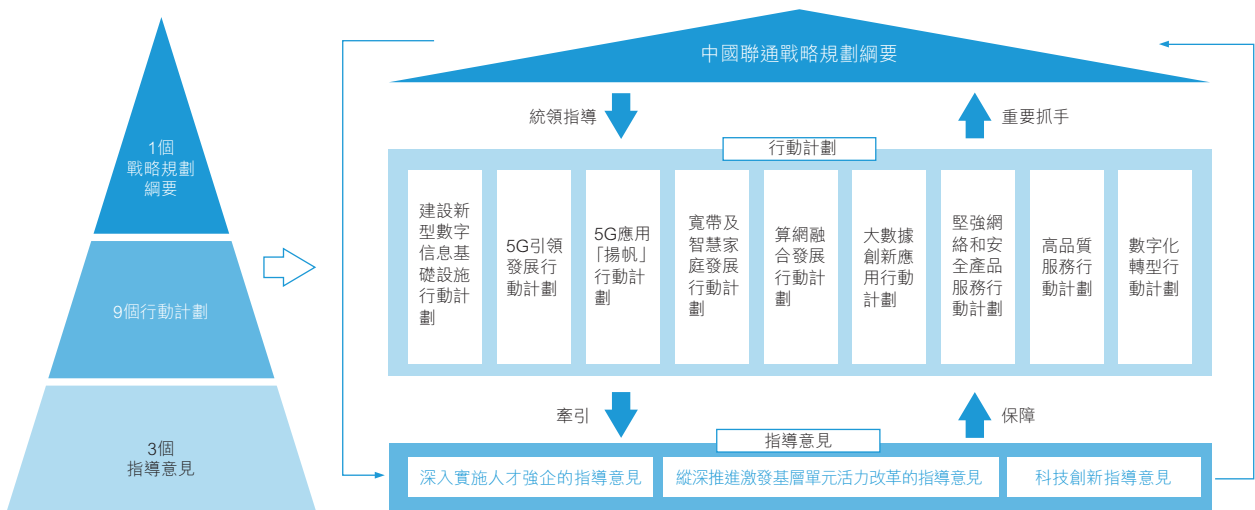 1個
戰略規劃
綱要
9個行動計劃
3個
指導意見
中國聯通戰略規劃綱要
統領指導
重要抓手
行動計劃
建設新
型數字
信息基
礎設施
行動計
劃
5G引領
發展行
動計劃
5G應用
「揚帆」
行動計
劃
寬帶及
智慧家
庭發展
行動計
劃
算網融
合發展
行動計
劃
大數據
創新應
用行動
計劃
堅強網
絡和安
全產品
服務行
動計劃
高品質
服務行
動計劃
數字化
轉型行
動計劃
牽引
保障
指導意見
深入實施人才強企的指導意見
縱深推進激發基層單元活力改革的指導意見
科技創新指導意見